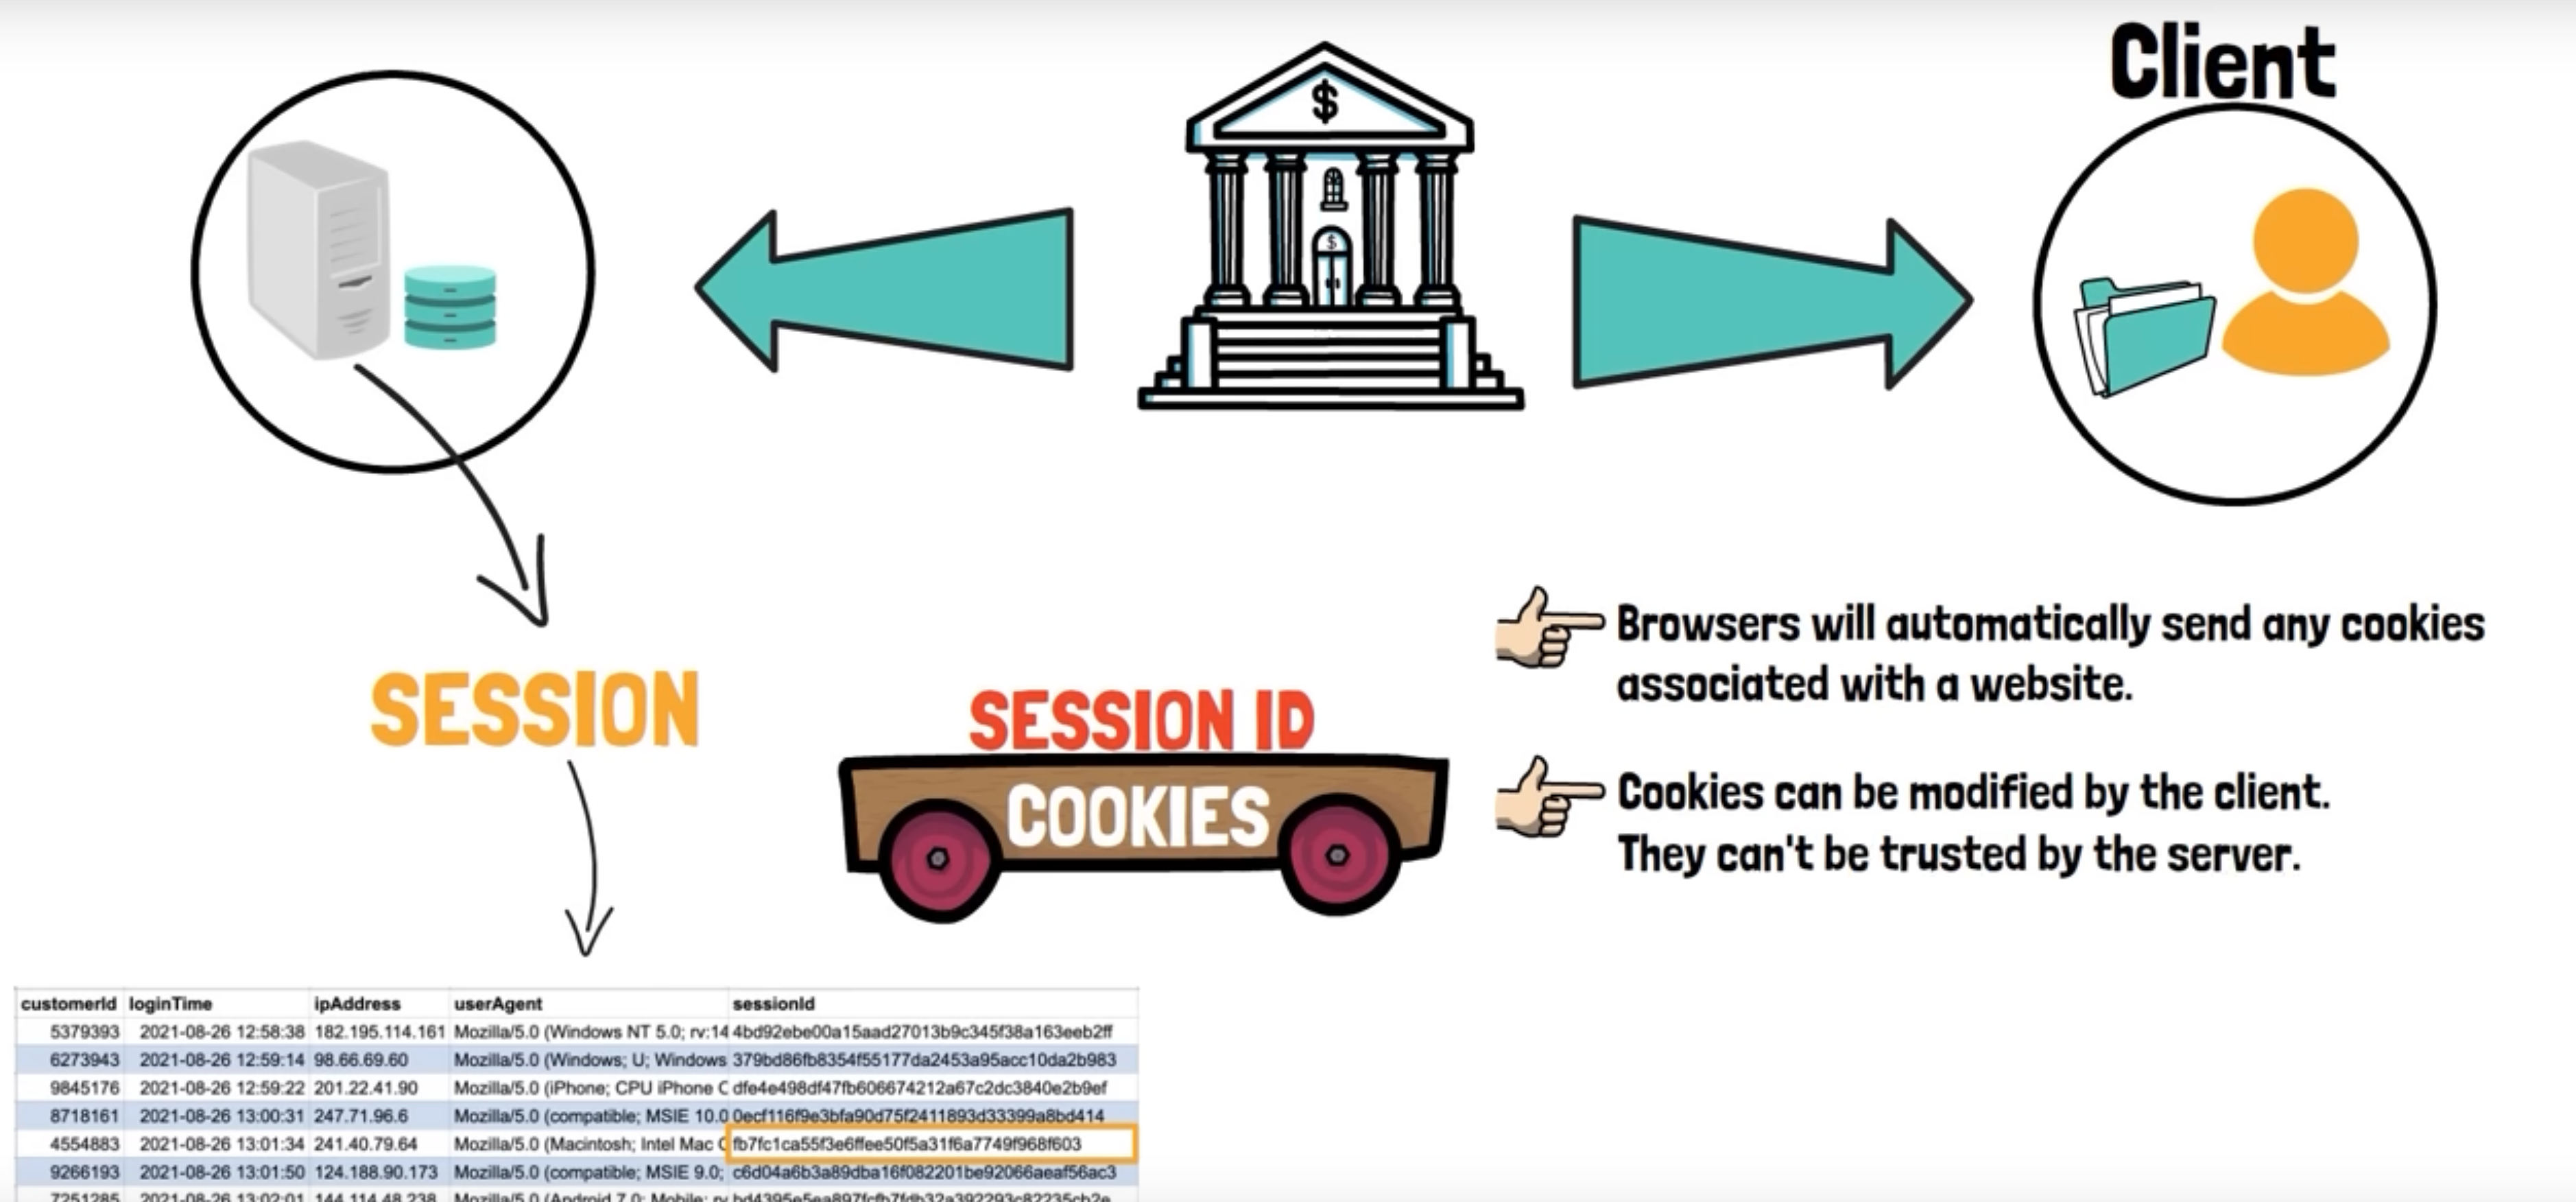 Client
$
$
Browsers will automatically send any cookies
associated with a website.
SESSION
SESSION ID
COOKIES
Cookies can be modified by the client.
They can't be trusted by the server.
customerId loginTime ipAddress userAgent sessionId
5379393 2021-08-26 12:58:38 182.195.114.161 Mozilla/5.0 (Windows NT 5.0; rv:14 4bd92ebe00a15aad27013b9c345f38a163eeb2ff
6273943 2021-08-26 12:59:14 98.66.69.60 Mozilla/5.0 (Windows; U; Windows 379bd86fb8354f55177da2453a95acc10da2b983
9845176 2021-08-26 12:59:22 201.22.41.90 Mozilla/5.0 (iPhone; CPU iPhone dfe4e498df47fb606674212a67c2dc3840e2b9ef
8718161 2021-08-26 13:00:31 247.71.96.6 Mozilla/5.0 (compatible; MSIE 10.0 0ecf116f9e3bfa90d75f2411893d33399a8bd414
4554883 2021-08-26 13:01:34 241.40.79.64 Mozilla/5.0 (Macintosh; Intel Mac fb7fc1ca55f3e6ffee50f5a31f6a7749f968f603
9266193 2021-08-26 13:01:50 124.188.90.173 Mozilla/5.0 (compatible; MSIE 9.0; c6d04a6b3a89dba16f082201be92066aeaf56ac3
7251285 2021-08-26 13:02:01 144.114.48.238 Mozilla/5.0 (Android 7.0; Mobile;